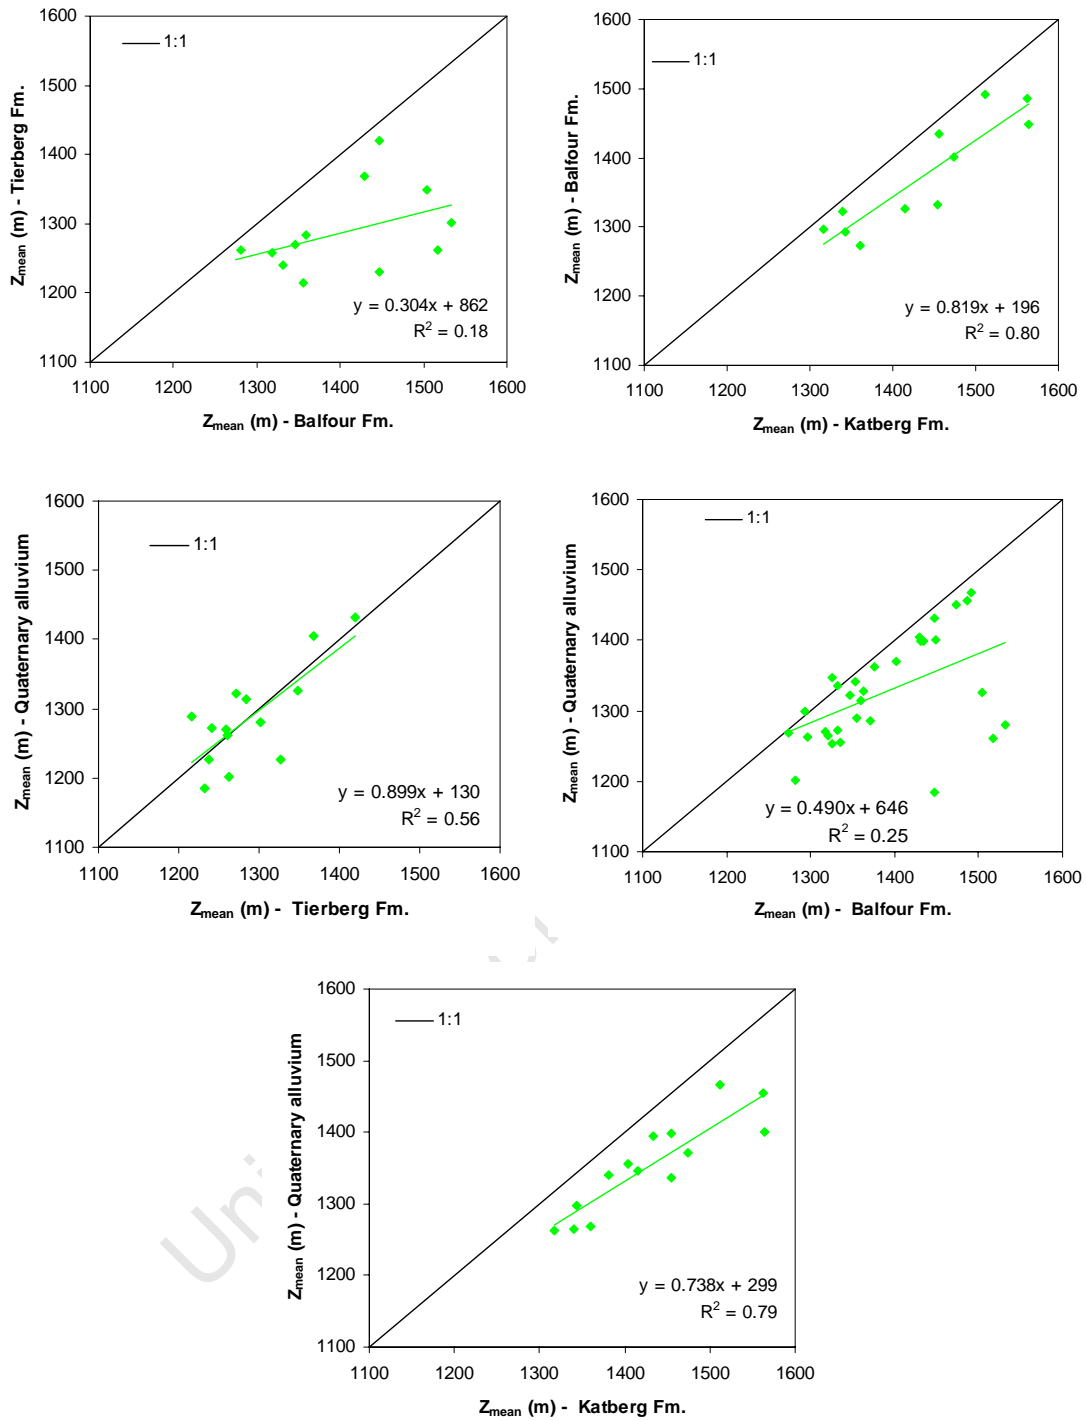 1600
1500
1400
1300
1200
1100
1100 1200 1300 1400 1500 1600
1:1
Zmean (m) - Tierberg Fm.
y = 0.304x + 862
R2 = 0.18
Zmean (m) - Balfour Fm.
1600
1500
1400
1300
1200
1100
1100 1200 1300 1400 1500 1600
1:1
Zmean (m) - Balfour Fm.
y = 0.819x + 196
R2 = 0.80
Zmean (m) - Katberg Fm.
1600
1500
1400
1300
1200
1100
1100 1200 1300 1400 1500 1600
1:1
Zmean (m) - Quaternary alluvium
y = 0.899x + 130
R2 = 0.56
Zmean (m) - Tierberg Fm.
1600
1500
1400
1300
1200
1100
1100 1200 1300 1400 1500 1600
1:1
Zmean (m) - Quaternary alluvium
y = 0.490x + 646
R2 = 0.25
Zmean (m) - Balfour Fm.
1600
1500
1400
1300
1200
1100
1100 1200 1300 1400 1500 1600
1:1
Zmean (m) - Quaternary alluvium
y = 0.738x + 299
R2 = 0.79
Zmean (m) - Katberg Fm.